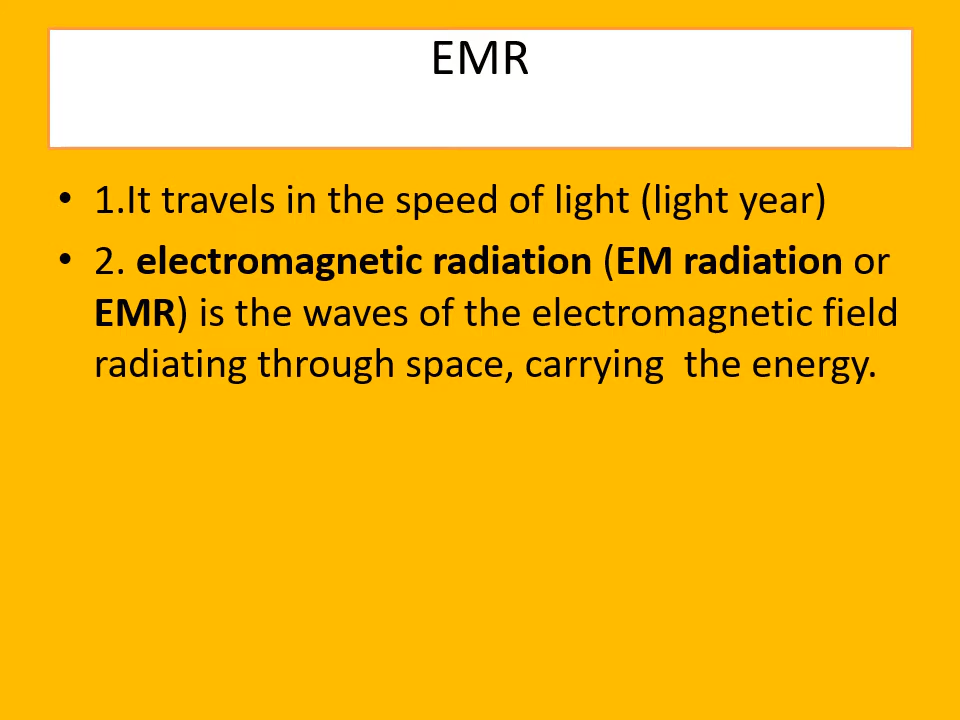 EMR
• 1.It travels in the speed of light (light year)
• 2. electromagnetic radiation (EM radiation or
EMR) is the waves of the electromagnetic field
radiating through space, carrying  the energy.